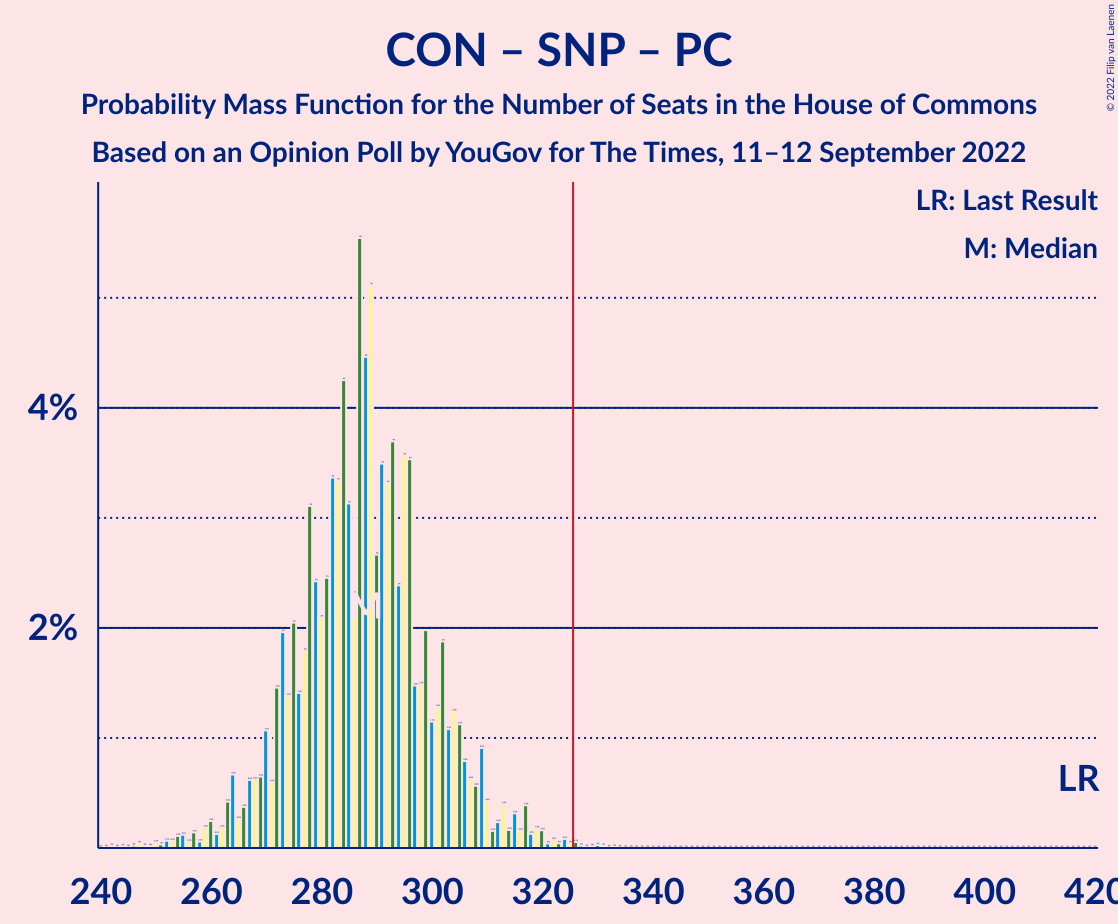 CON – SNP – PC
Probability Mass Function for the Number of Seats in the House of Commons
Based on an Opinion Poll by YouGov for The Times, 11–12 September 2022
© 2022 Filip van Laenen
LR: Last Result
M: Median
4%
2%
M
LR
240 260 280 300 320 340 360 380 400 420